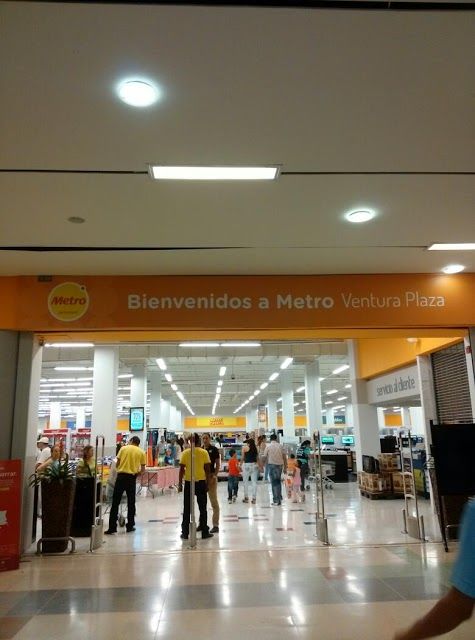 Metro
Bienvenidos a Metro Ventura Plaza
servicio al cliente